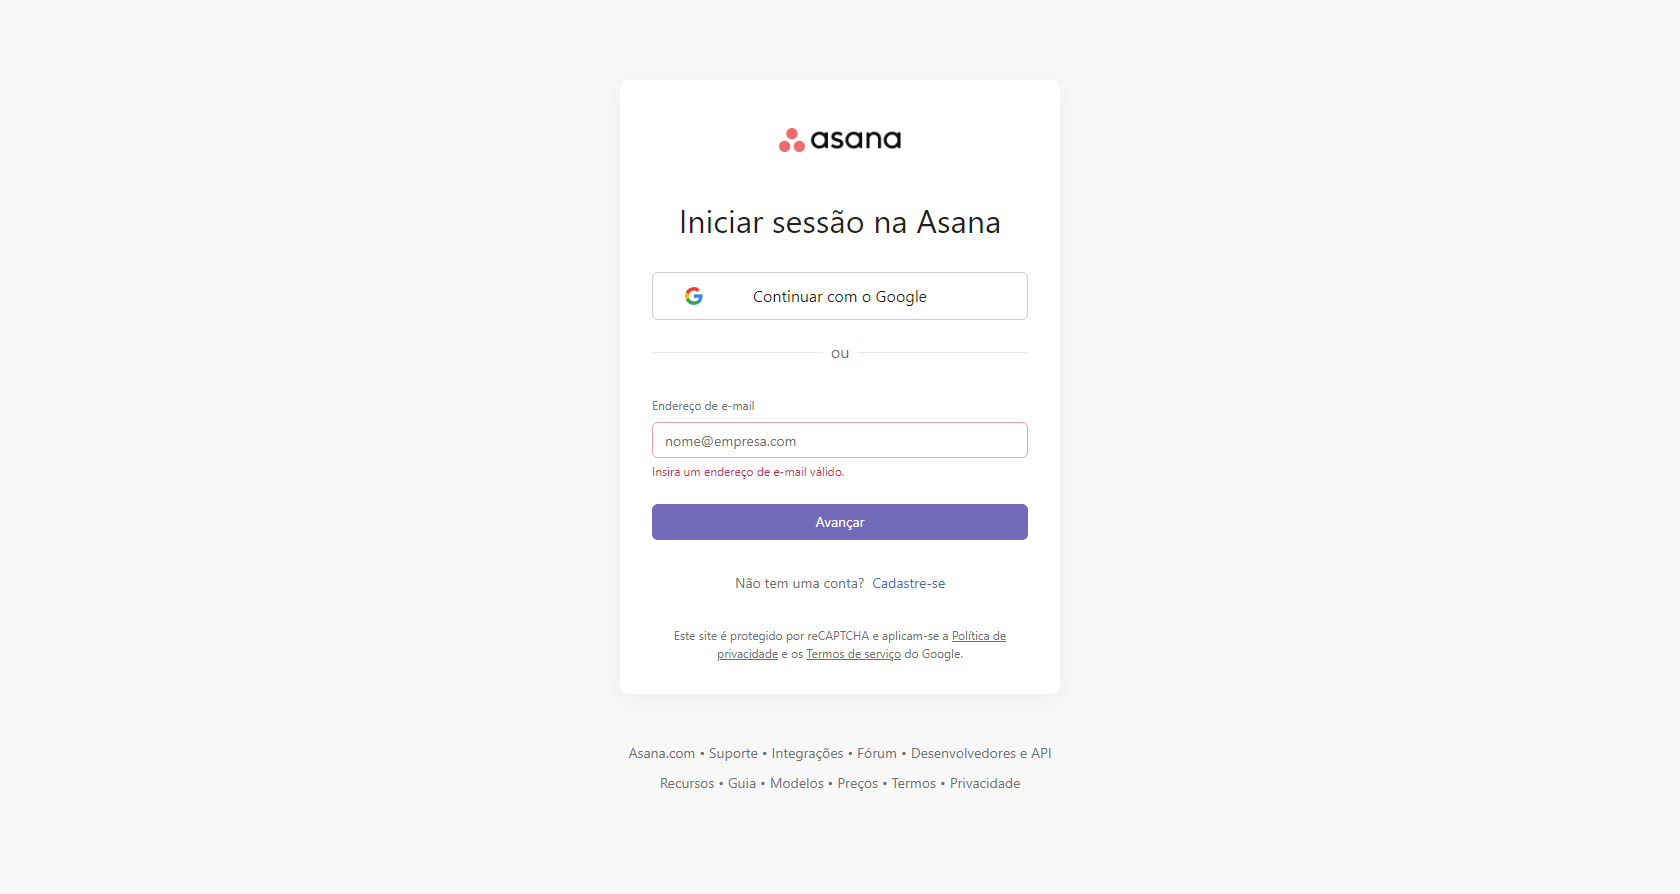 asana
Iniciar sessão na Asana
Continuar com o Google
ou
Endereço de e-mail
nome@empresa.com
Insira um endereço de e-mail válido.
Avançar
Não tem uma conta? Cadastre-se
Este site é protegido por reCAPTCHA e aplicam-se a Política de
privacidade e os Termos de serviço do Google.
Asana.com • Suporte • Integrações • Fórum • Desenvolvedores e API
Recursos • Guia • Modelos • Preços • Termos • Privacidade